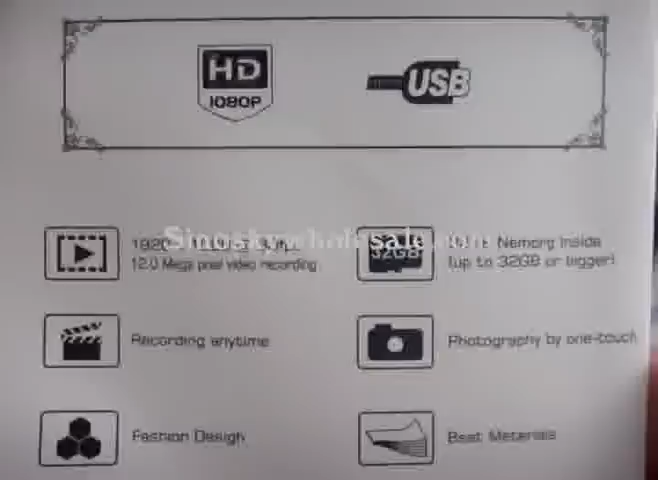 HD
1080P
USB
1920
12.0 Mega pixel video recording
32GB
Memory Inside
(up to 32GB or bigger)
Recording anytime
Photography by one-touch
Fashion Design
Best Materials